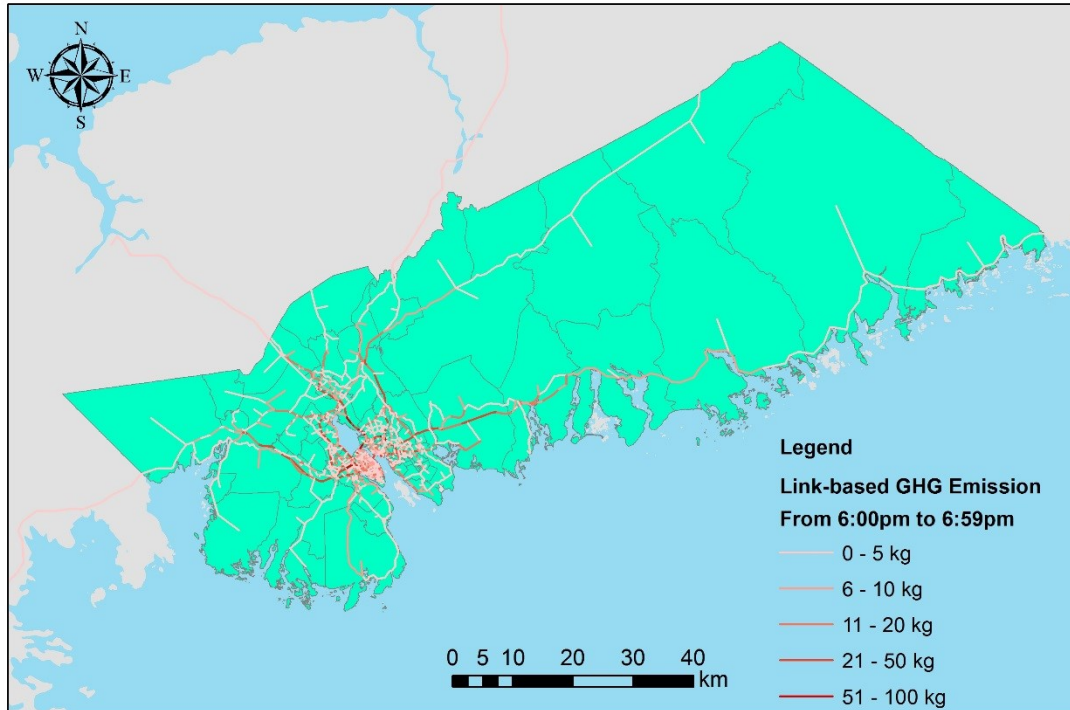 N
W E
S
Legend
Link-based GHG Emission
From 6:00pm to 6:59pm
0 - 5 kg
6 - 10 kg
11 - 20 kg
21 - 50 kg
51 - 100 kg
0 5 10 20 30 40
km